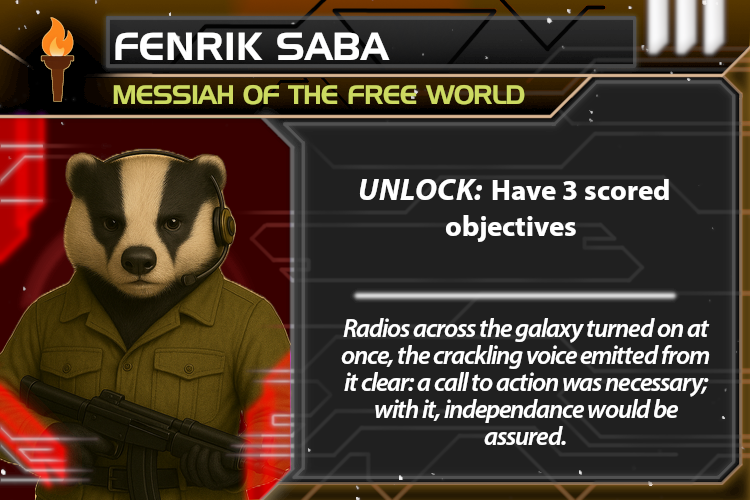 FENRIK SABA
MESSIAH OF THE FREE WORLD
UNLOCK: Have 3 scored
objectives
Radios across the galaxy turned on at
once, the crackling voice emitted from
it clear: a call to action was necessary;
with it, independance would be
assured.